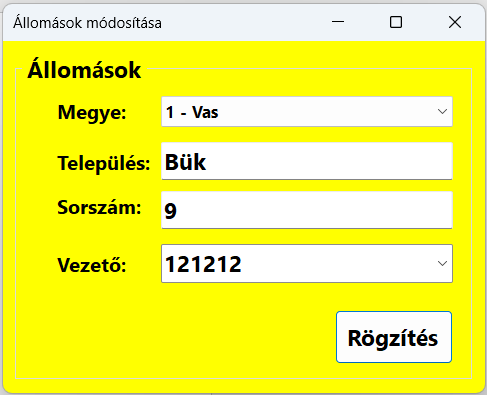 Állomások módosítása
Állomások
Megye: 1 - Vas
Település: Bük
Sorszám: 9
Vezető: 121212
Rögzítés